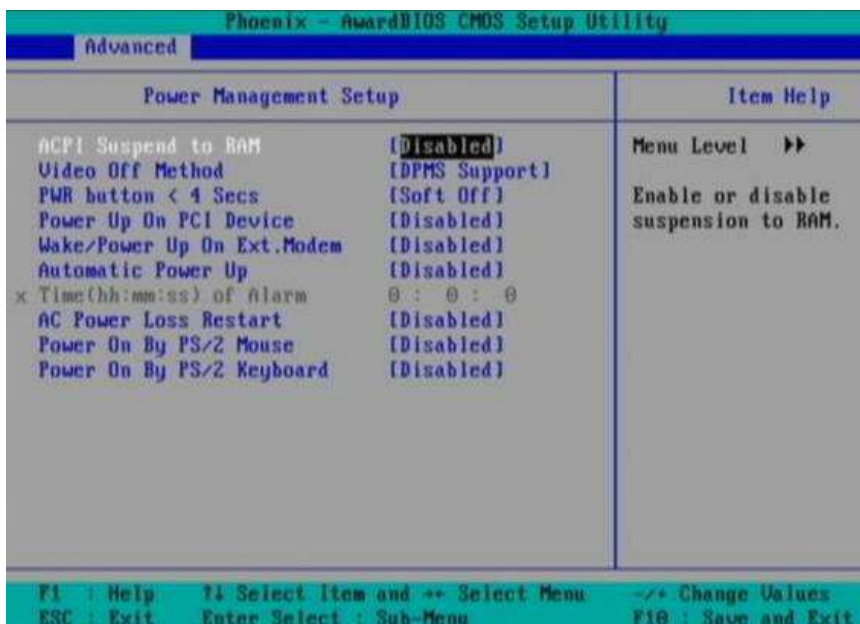 Phoenix - AwardBIOS CMOS Setup Utility
Advanced
Power Management Setup
Item Help
ACPI Suspend to RAM [Disabled]
Video Off Method [DPMS Support]
PWR button < 4 Secs [Soft Off]
Power Up On PCI Device [Disabled]
Wake/Power Up On Ext.Modem [Disabled]
Automatic Power Up [Disabled]
x Time(hh:mm:ss) of Alarm 0 : 0 : 0
AC Power Loss Restart [Disabled]
Power On By PS/2 Mouse [Disabled]
Power On By PS/2 Keyboard [Disabled]
Menu Level ▶▶
Enable or disable
suspension to RAM.
F1 : Help ↑↓ Select Item and ←→ Select Menu -/+ Change Values
ESC : Exit Enter Select : Sub-Menu F10 : Save and Exit